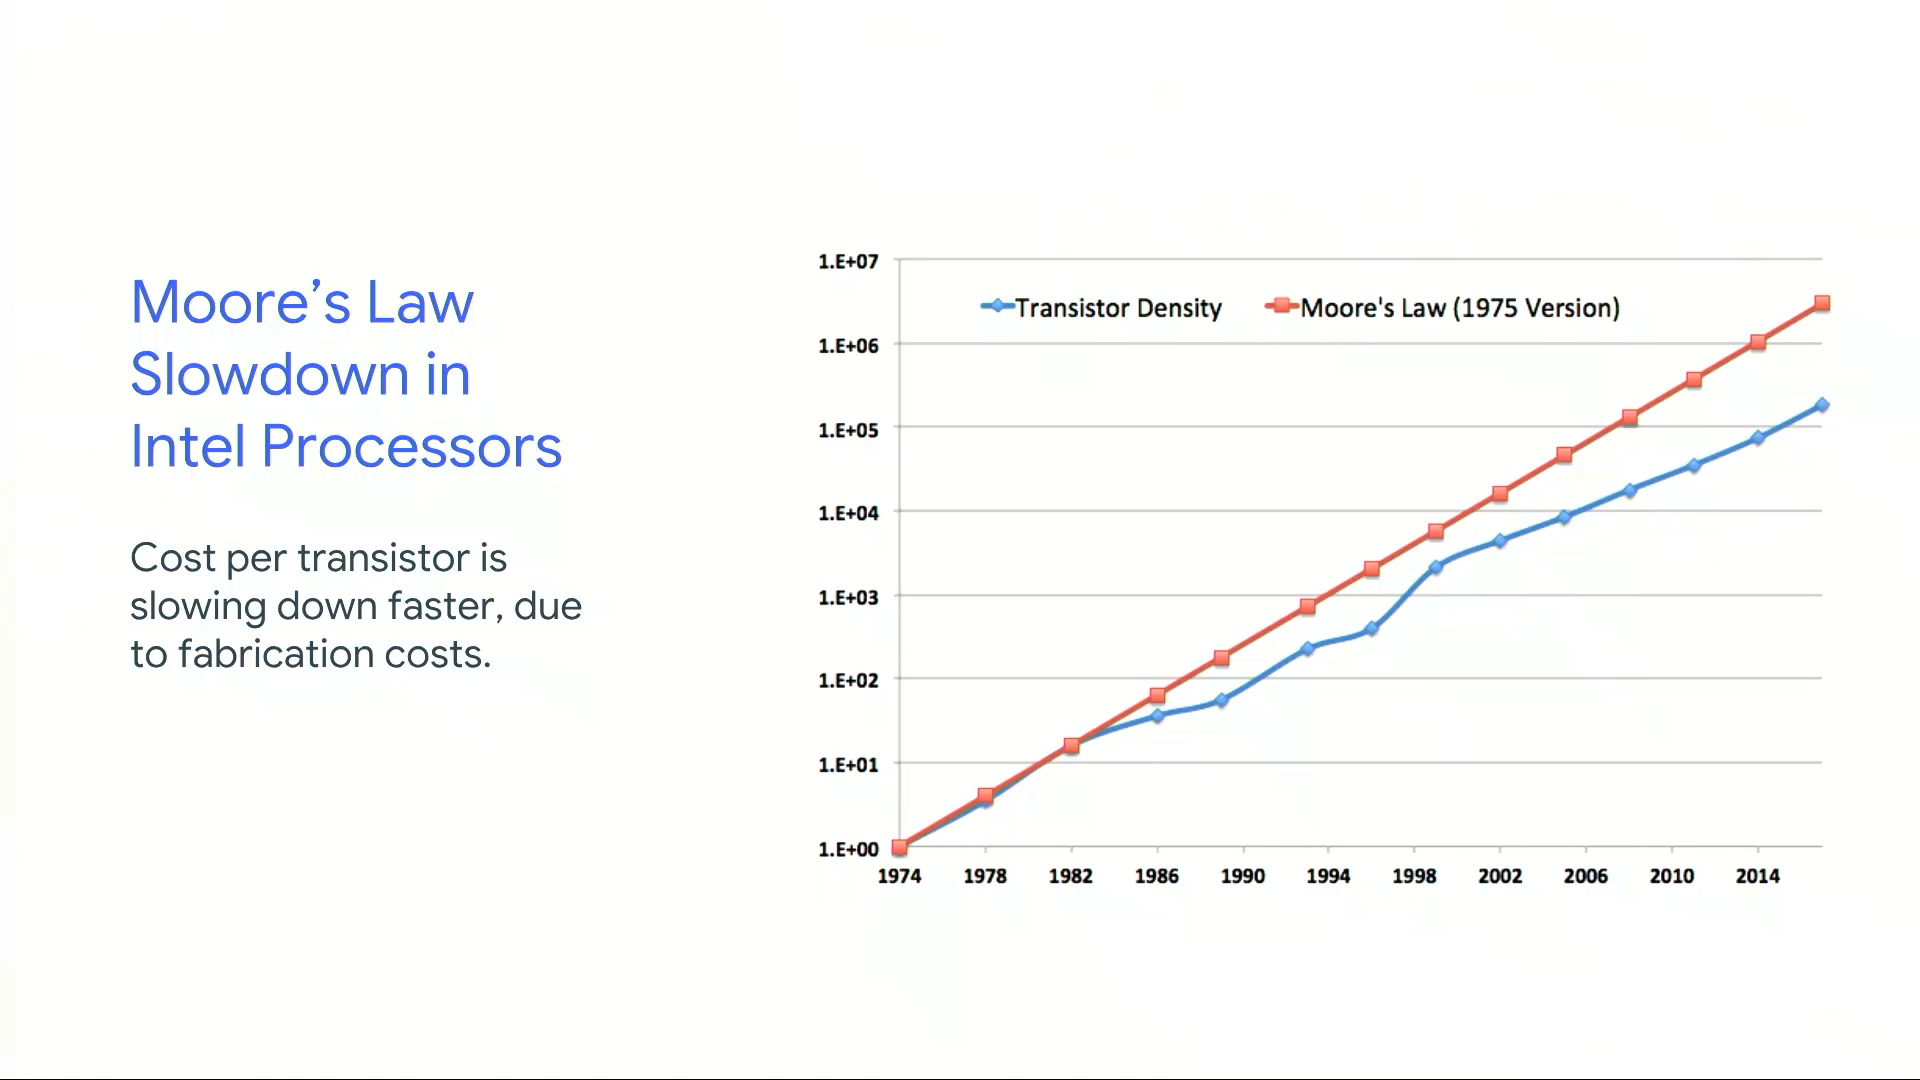 Moore’s Law
Slowdown in
Intel Processors
Cost per transistor is
slowing down faster, due
to fabrication costs.
Transistor Density
Moore's Law (1975 Version)
1.E+07
1.E+06
1.E+05
1.E+04
1.E+03
1.E+02
1.E+01
1.E+00
1974 1978 1982 1986 1990 1994 1998 2002 2006 2010 2014